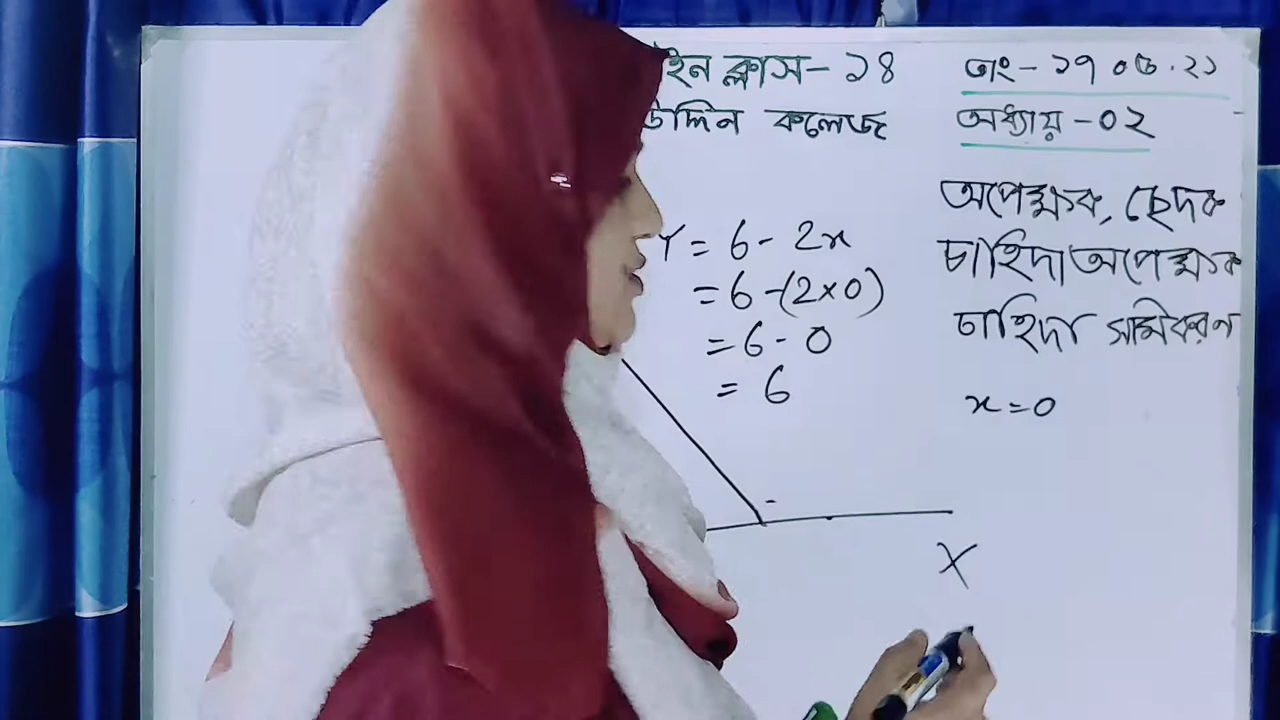 ইন ক্লাস- ১৪
উদ্দিন কলেজ
তাং- ১৭ ০৫.২১
অধ্যায় -০২
অপেক্ষক, ছেদক
চাহিদা অপেক্ষক
চাহিদা সমিকরণ
x=0
Y = 6 - 2x
= 6 -(2×0)
= 6 - 0
= 6
X